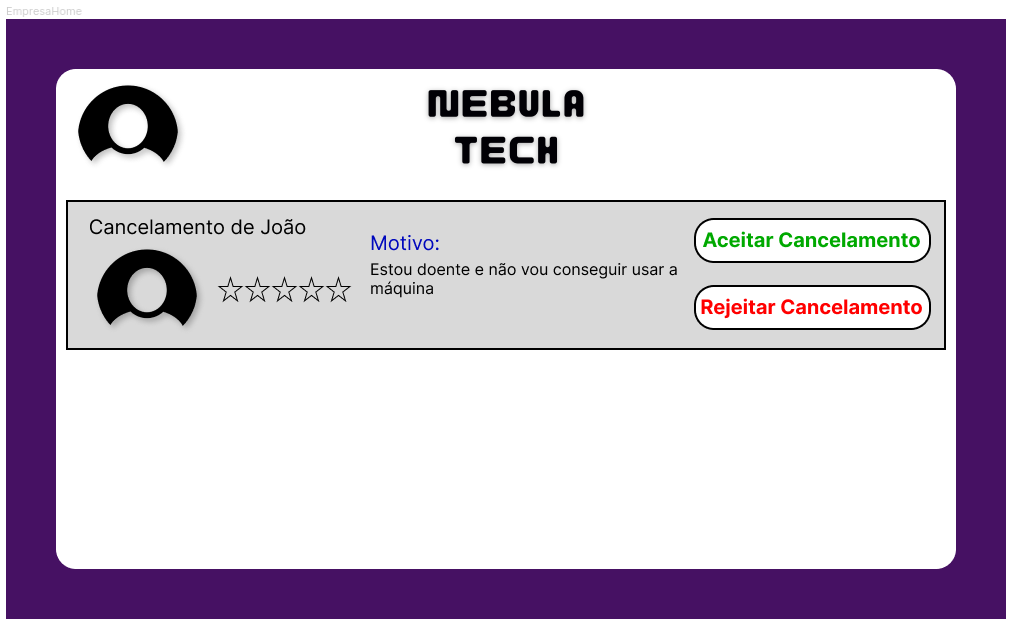 EmpresaHome
NEBULA
TECH
Cancelamento de João
Motivo:
Estou doente e não vou conseguir usar a
máquina
Aceitar Cancelamento
Rejeitar Cancelamento